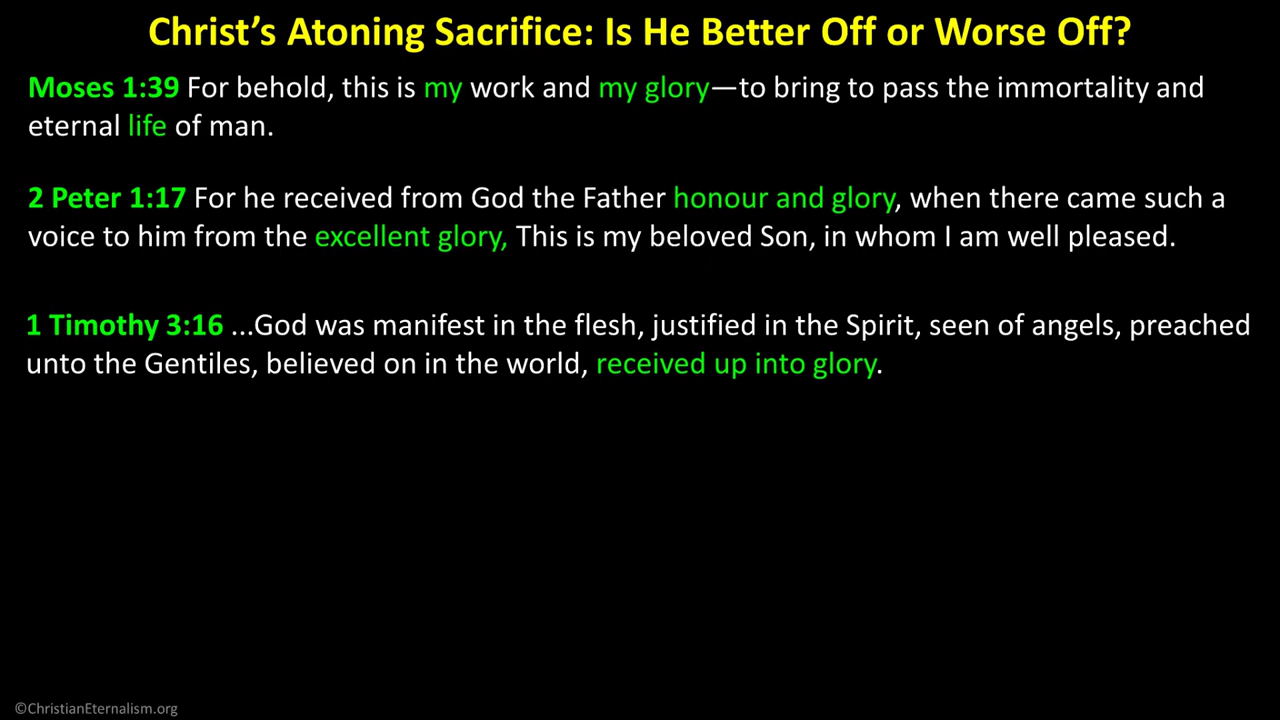 Christ’s Atoning Sacrifice: Is He Better Off or Worse Off?
Moses 1:39 For behold, this is my work and my glory—to bring to pass the immortality and
eternal life of man.
2 Peter 1:17 For he received from God the Father honour and glory, when there came such a
voice to him from the excellent glory, This is my beloved Son, in whom I am well pleased.
1 Timothy 3:16 ...God was manifest in the flesh, justified in the Spirit, seen of angels, preached
unto the Gentiles, believed on in the world, received up into glory.
©ChristianEternalism.org